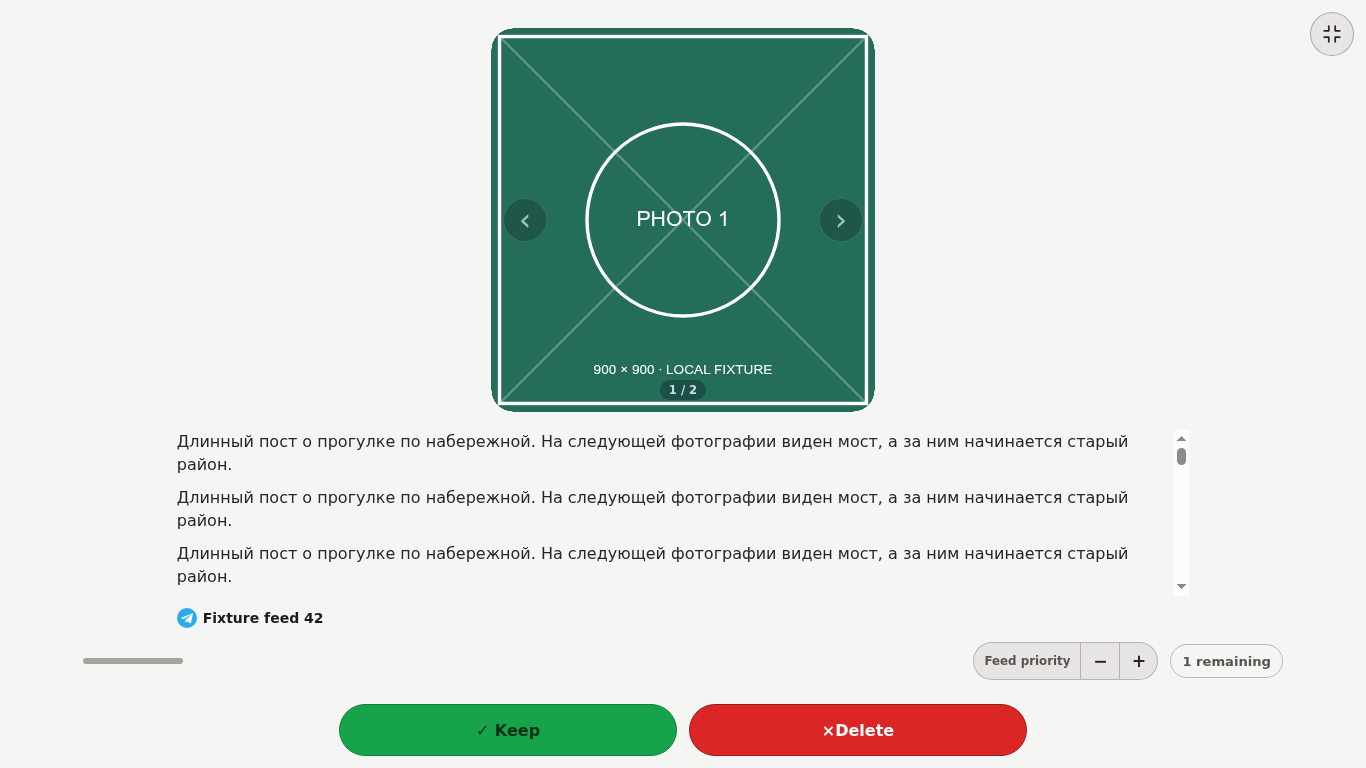 PHOTO 1
900 × 900 · LOCAL FIXTURE
1 / 2
Длинный пост о прогулке по набережной. На следующей фотографии виден мост, а за ним начинается старый
район.
Длинный пост о прогулке по набережной. На следующей фотографии виден мост, а за ним начинается старый
район.
Длинный пост о прогулке по набережной. На следующей фотографии виден мост, а за ним начинается старый
район.
Fixture feed 42
Feed priority − +
1 remaining
✓ Keep
×Delete